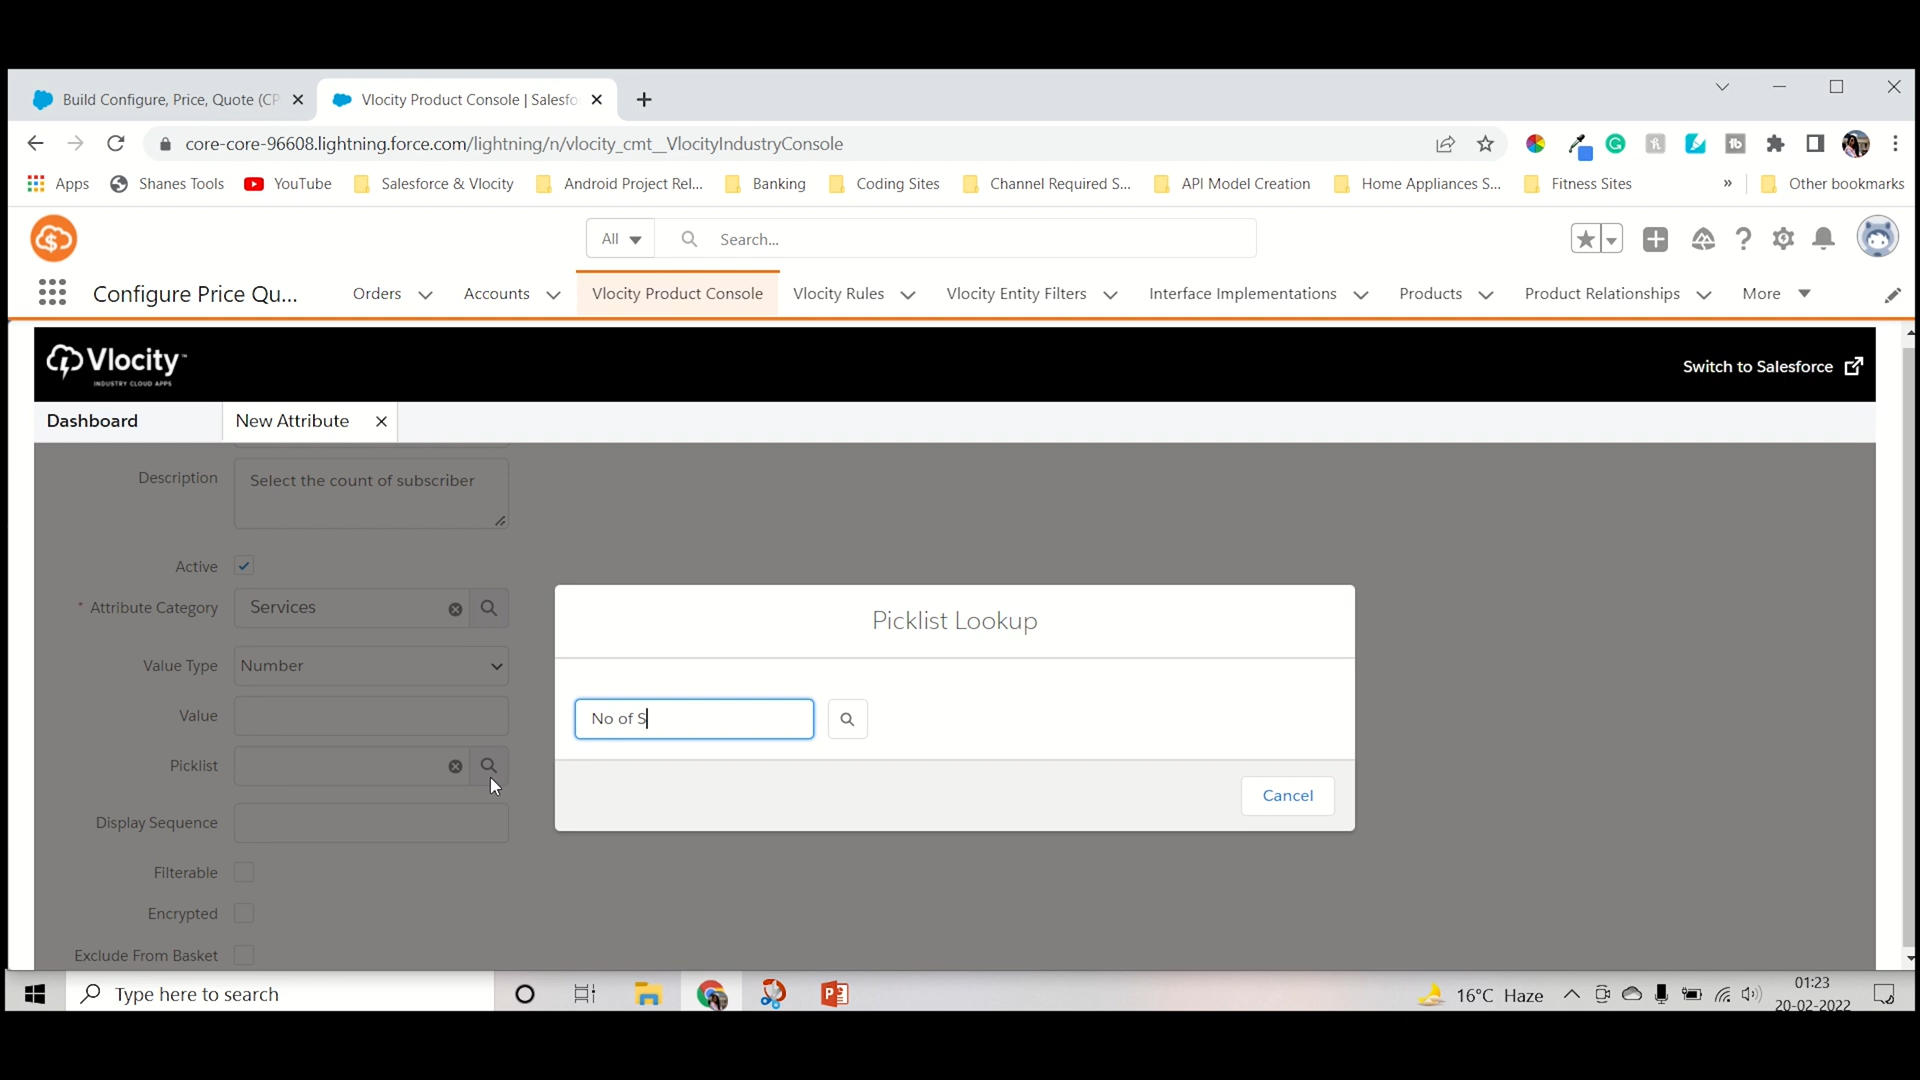 Build Configure, Price, Quote (CP
Vlocity Product Console | Salesfo
core-core-96608.lightning.force.com/lightning/n/vlocity_cmt__VlocityIndustryConsole
Apps
Shanes Tools
YouTube
Salesforce & Vlocity
Android Project Rel...
Banking
Coding Sites
Channel Required S...
API Model Creation
Home Appliances S...
Fitness Sites
»
Other bookmarks
All
Search...
Configure Price Qu...
Orders
Accounts
Vlocity Product Console
Vlocity Rules
Vlocity Entity Filters
Interface Implementations
Products
Product Relationships
More
Vlocity™
INDUSTRY CLOUD APPS
Switch to Salesforce
Dashboard
New Attribute
Description
Select the count of subscriber
Active
* Attribute Category
Services
Value Type
Number
Value
Picklist
Display Sequence
Filterable
Encrypted
Exclude From Basket
Picklist Lookup
No of S
Cancel
Type here to search
16°C Haze
01:23
20-02-2022